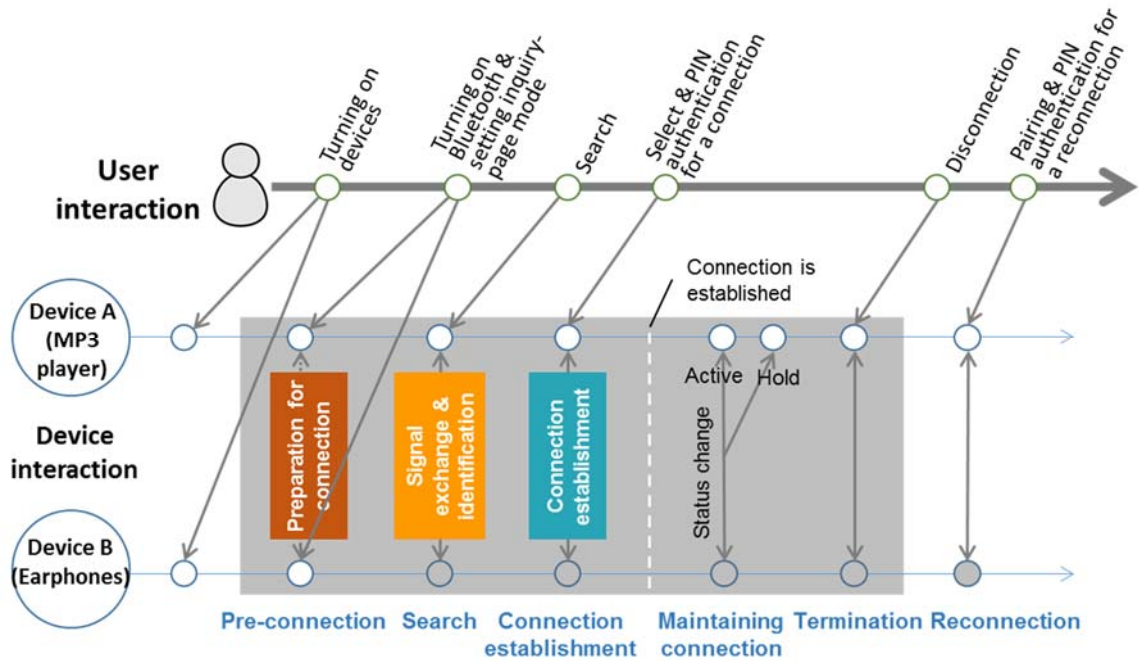 Turning on
devices
Turning on
Bluetooth &
setting inquiry-
page mode
Search
Select & PIN
authentication
for a connection
Disconnection
Pairing & PIN
authentication for
a reconnection
User
interaction
Connection is
established
Device A
(MP3
player)
Active
Hold
Device
interaction
Preparation for
connection
Signal
exchange &
identification
Connection
establishment
Status change
Device B
(Earphones)
Pre-connection
Search
Connection
establishment
Maintaining
connection
Termination
Reconnection